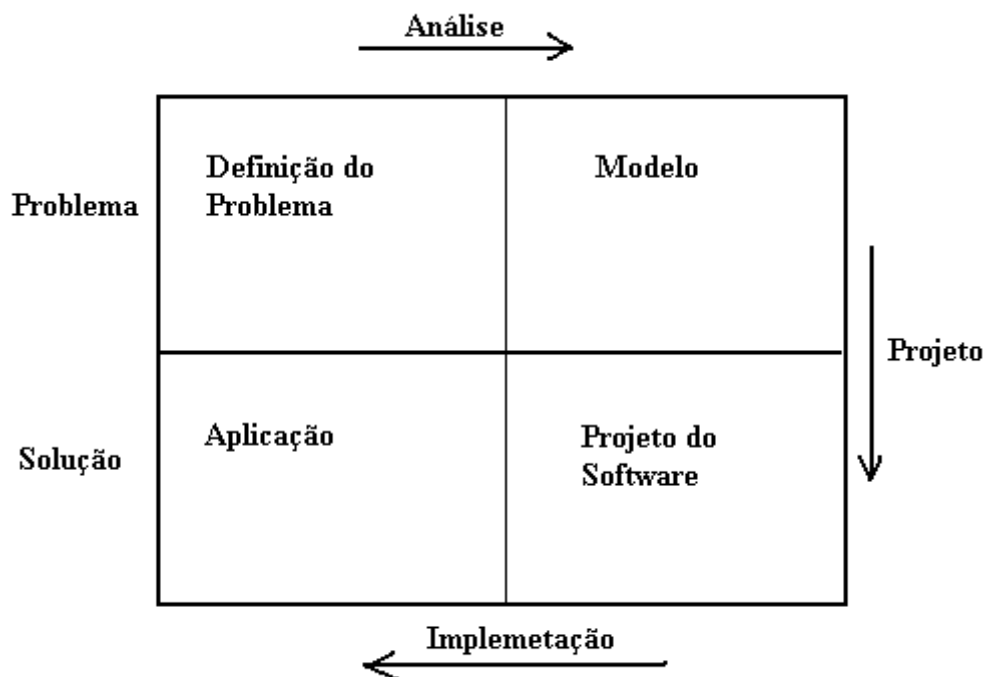 Análise
Definição do
Problema
Modelo
Problema
Projeto
Aplicação
Projeto do
Software
Solução
Implemetação